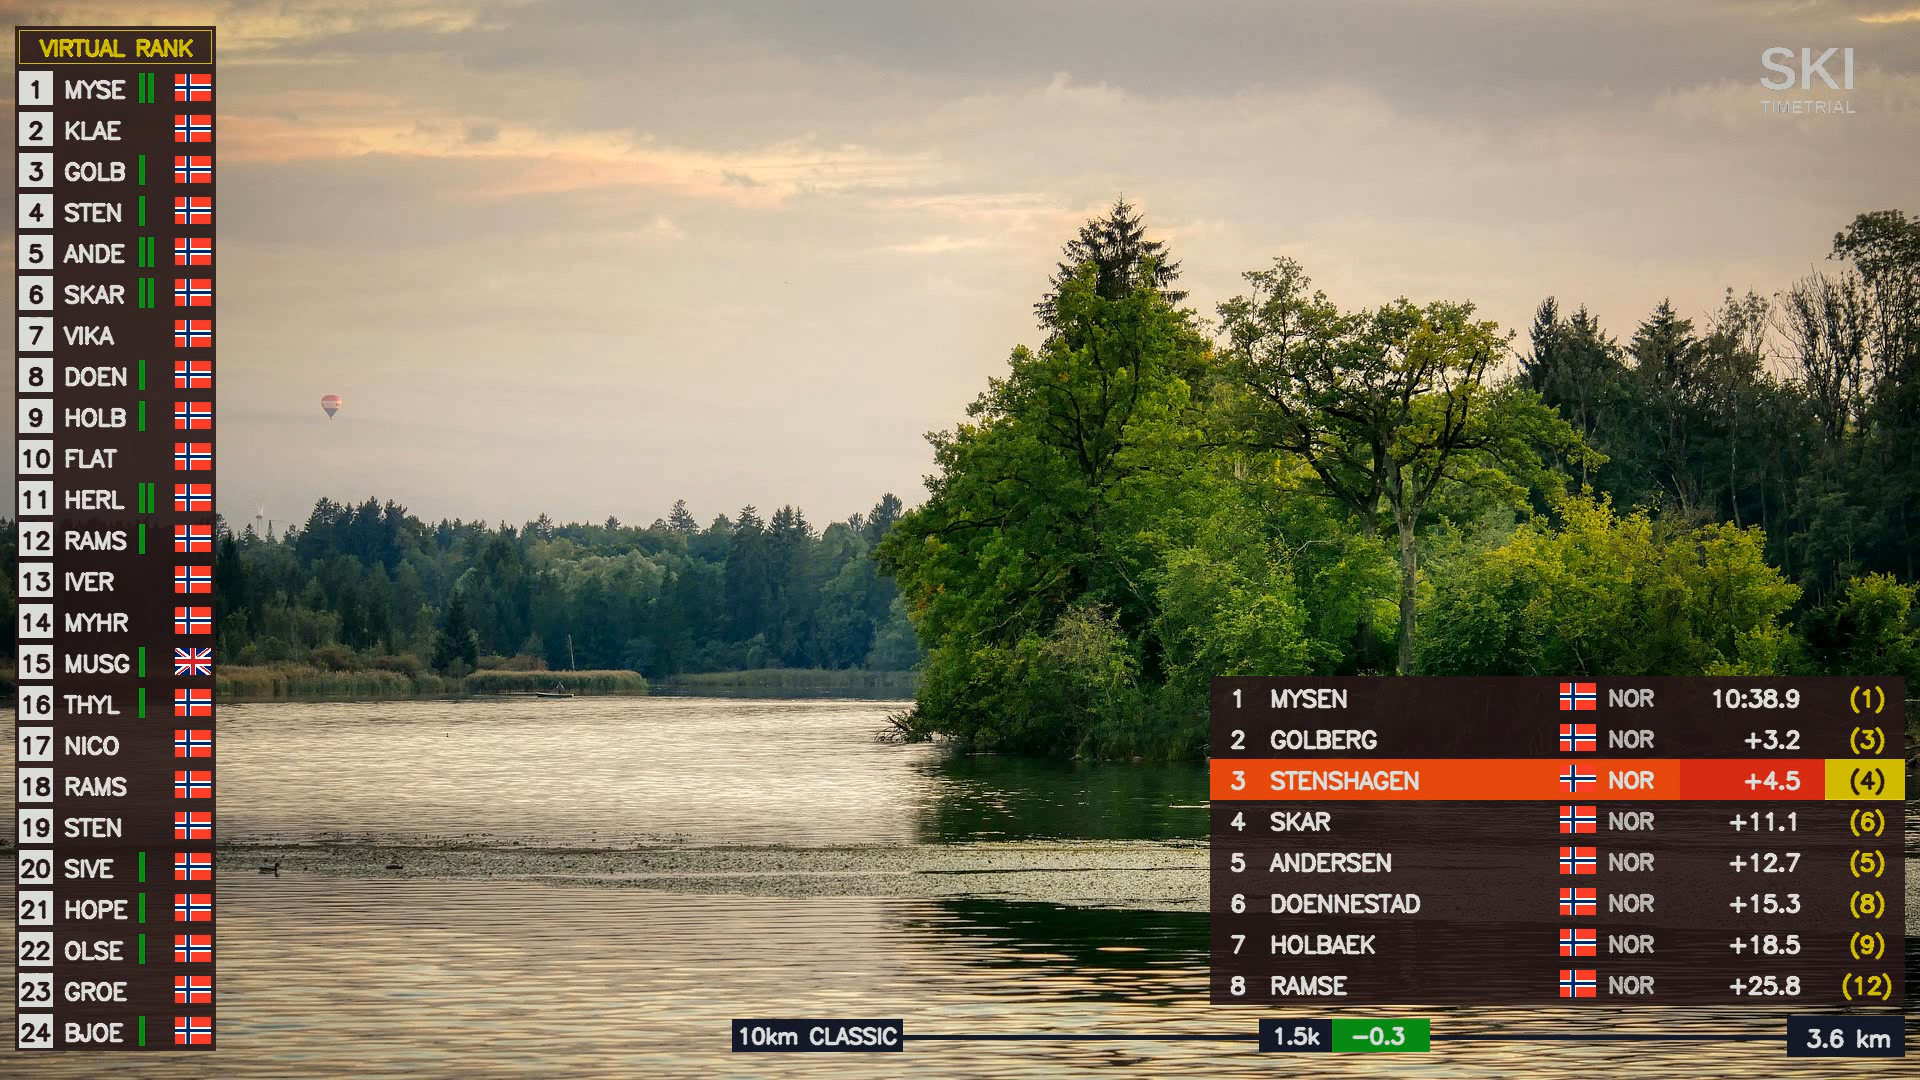 VIRTUAL RANK
1 MYSE
2 KLAE
3 GOLB
4 STEN
5 ANDE
6 SKAR
7 VIKA
8 DOEN
9 HOLB
10 FLAT
11 HERL
12 RAMS
13 IVER
14 MYHR
15 MUSG
16 THYL
17 NICO
18 RAMS
19 STEN
20 SIVE
21 HOPE
22 OLSE
23 GROE
24 BJOE
SKI
TIMETRIAL
1 MYSEN NOR 10:38.9 (1)
2 GOLBERG NOR +3.2 (3)
3 STENSHAGEN NOR +4.5 (4)
4 SKAR NOR +11.1 (6)
5 ANDERSEN NOR +12.7 (5)
6 DOENNESTAD NOR +15.3 (8)
7 HOLBAEK NOR +18.5 (9)
8 RAMSE NOR +25.8 (12)
10km CLASSIC 1.5k -0.3 3.6 km